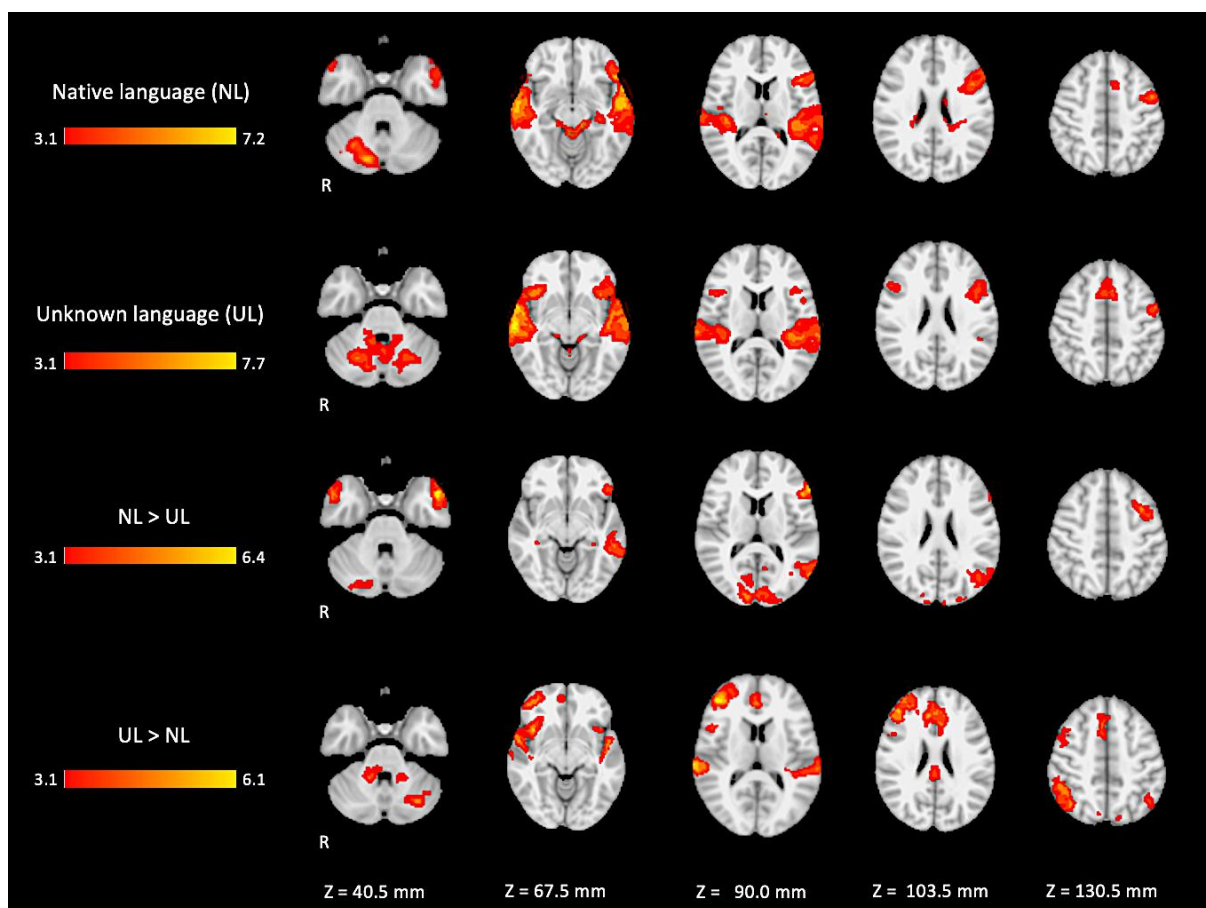 Native language (NL)
3.1 7.2
R
Unknown language (UL)
3.1 7.7
R
NL > UL
3.1 6.4
R
UL > NL
3.1 6.1
R
Z = 40.5 mm Z = 67.5 mm Z = 90.0 mm Z = 103.5 mm Z = 130.5 mm